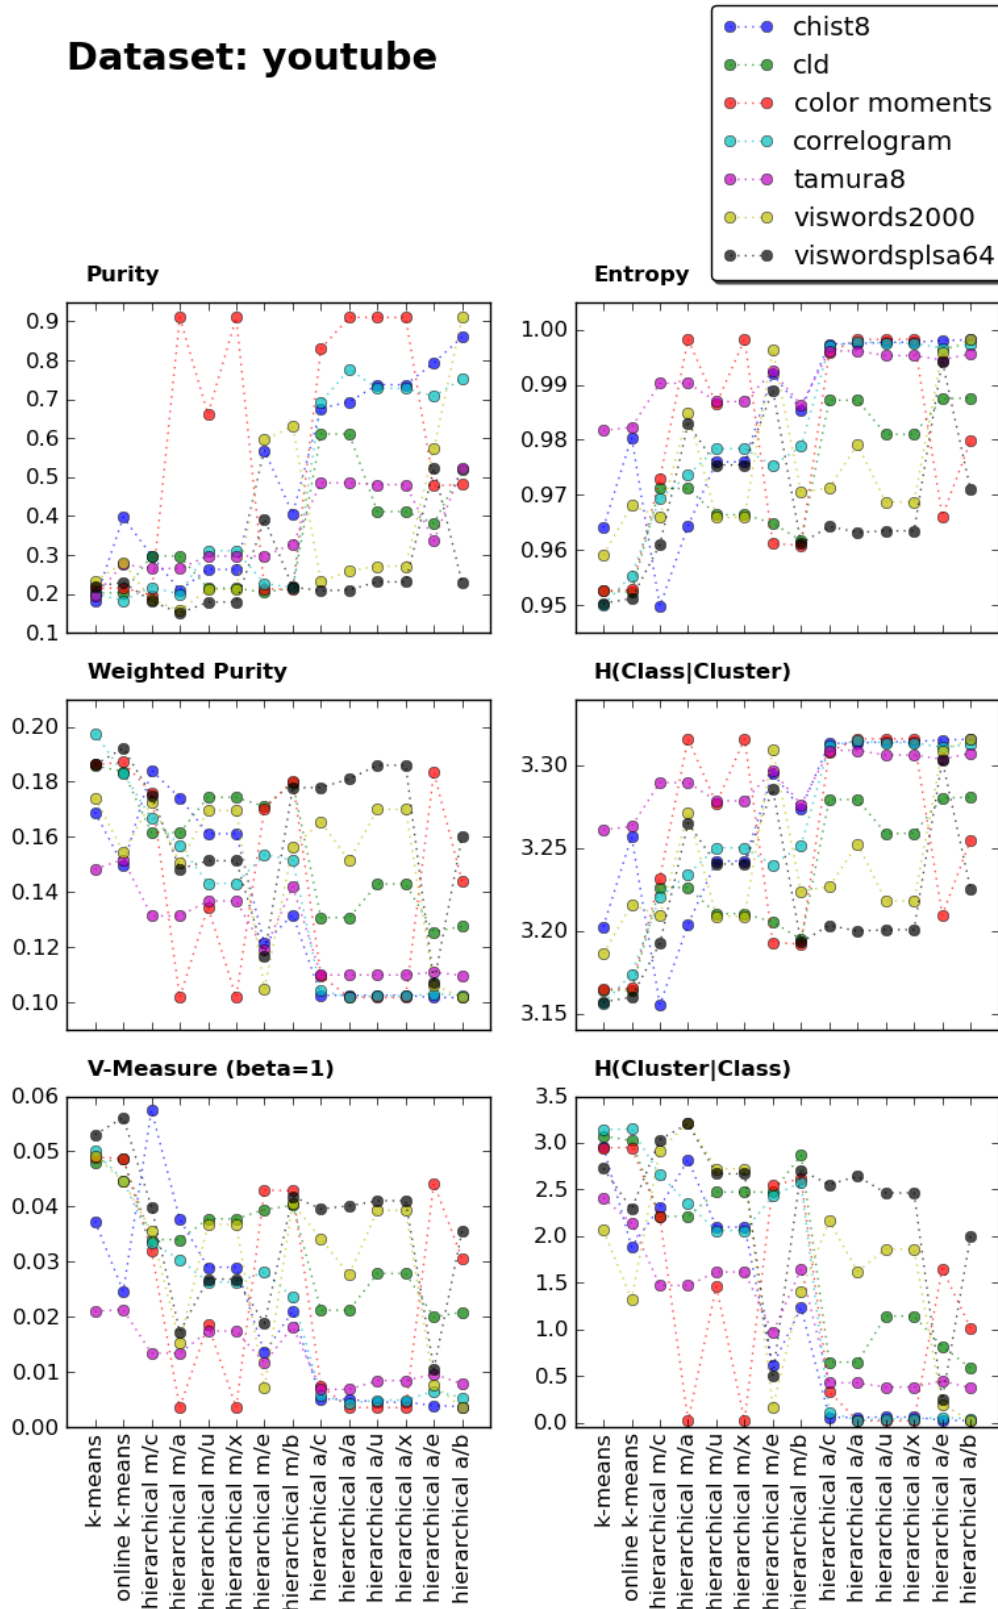 Dataset: youtube
chist8
cld
color moments
correlogram
tamura8
viswords2000
viswordsplsa64
Purity
0.9
0.8
0.7
0.6
0.5
0.4
0.3
0.2
0.1
Entropy
1.00
0.99
0.98
0.97
0.96
0.95
Weighted Purity
0.20
0.18
0.16
0.14
0.12
0.10
H(Class|Cluster)
3.30
3.25
3.20
3.15
V-Measure (beta=1)
0.06
0.05
0.04
0.03
0.02
0.01
0.00
k-means
online k-means
hierarchical m/c
hierarchical m/a
hierarchical m/u
hierarchical m/x
hierarchical m/e
hierarchical m/b
hierarchical a/c
hierarchical a/a
hierarchical a/u
hierarchical a/x
hierarchical a/e
hierarchical a/b
H(Cluster|Class)
3.5
3.0
2.5
2.0
1.5
1.0
0.5
0.0
k-means
online k-means
hierarchical m/c
hierarchical m/a
hierarchical m/u
hierarchical m/x
hierarchical m/e
hierarchical m/b
hierarchical a/c
hierarchical a/a
hierarchical a/u
hierarchical a/x
hierarchical a/e
hierarchical a/b